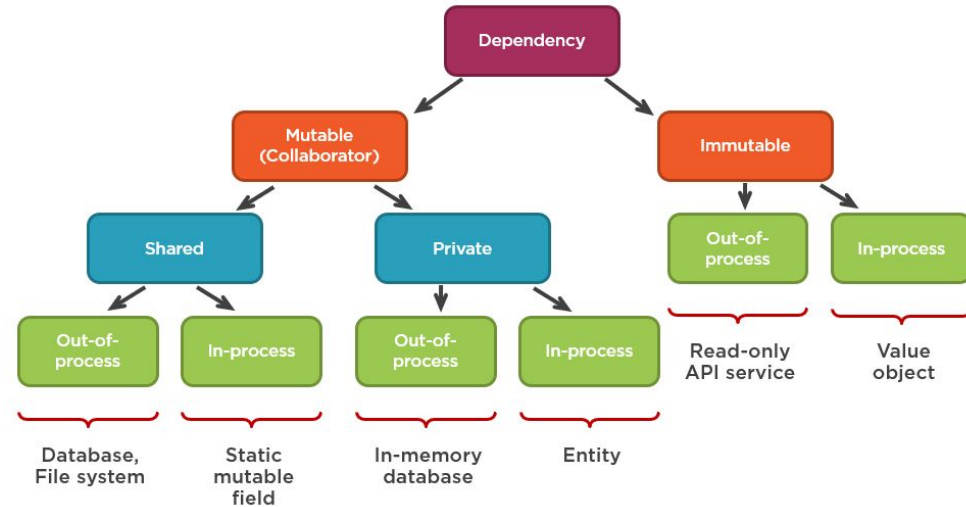 Dependency
Mutable
(Collaborator)
Immutable
Shared
Private
Out-of-
process
In-process
Out-of-
process
In-process
Out-of-
process
In-process
Read-only
API service
Value
object
Database,
File system
Static
mutable
field
In-memory
database
Entity